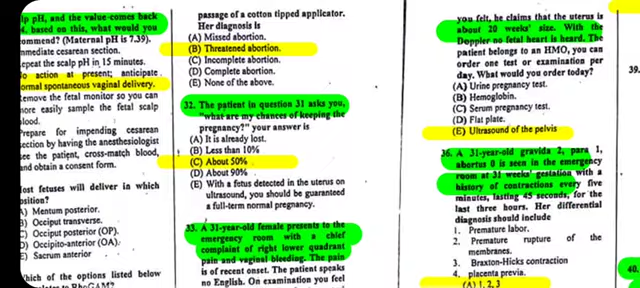 lp pH, and the value comes back
4. based on this, what would you
ommend? (Maternal pH is 7.39).
mmediate cesarean section.
epeat the scalp pH in 15 minutes.
o action at present; anticipate
ormal spontaneous vaginal delivery.
emove the fetal monitor so you can
ore easily sample the fetal scalp
lood.
repare for impending cesarean
ection by having the anesthesiologist
ee the patient, cross-match blood,
and obtain a consent form.
lost fetuses will deliver in which
osition?
A) Mentum posterior.
B) Occiput transverse.
C) Occiput posterior (OP).
D) Occipito-anterior (OA).
E) Sacrum anterior
Which of the options listed below
passage of a cotton tipped applicator.
Her diagnosis is
(A) Missed abortion.
(B) Threatened abortion.
(C) Incomplete abortion.
(D) Complete abortion.
(E) None of the above.
32. The patient in question 31 asks you,
"what are my chances of keeping the
pregnancy?" your answer is
(A) It is already lost.
(B) Less than 10%
(C) About 50%
(D) About 90%
(E) With a fetus detected in the uterus on
ultrasound, you should be guaranteed
a full-term normal pregnancy.
33. A 31-year-old female presents to the
emergency room with a chief
complaint of right lower quadrant
pain and vaginal bleeding. The pain
is of recent onset. The patient speaks
no English. On examination you feel
you felt, he claims that the uterus is
about 20 weeks' size. With the
Doppler no fetal heart is heard. The
patient belongs to an HMO, you can
order one test or examination per
day. What would you order today?
(A) Urine pregnancy test.
(B) Hemoglobin.
(C) Serum pregnancy test.
(D) Flat plate.
(E) Ultrasound of the pelvis
36. A 31-year-old gravida 2, para 1,
abortus 0 is seen in the emergency
room at 31 weeks' gestation with a
history of contractions every five
minutes, lasting 45 seconds, for the
last three hours. Her differential
diagnosis should include
1. Premature labor.
2. Premature rupture of the
membranes.
3. Braxton-Hicks contraction
4. placenta previa.
(A) 1, 2, 3
39.
40.